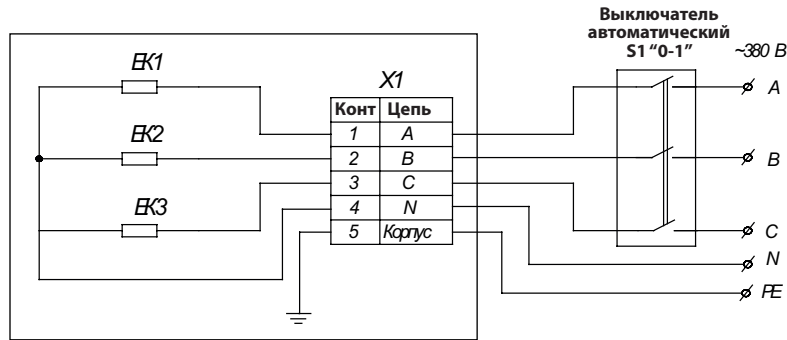 Выключатель
автоматический
S1 “0-1”
~380 В
ЕК1
ЕК2
ЕК3
X1
Конт Цепь
1 A
2 B
3 C
4 N
5 Корпус
A
B
C
N
PE